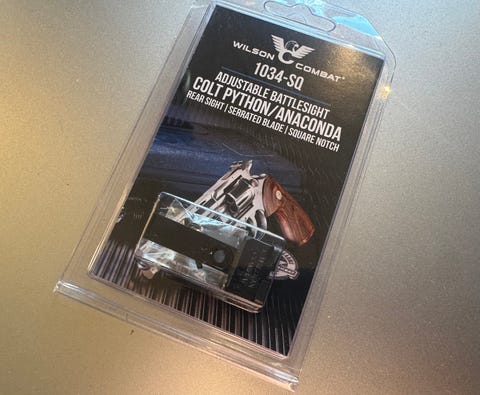 WILSON COMBAT®
1034-SQ
ADJUSTABLE BATTLESIGHT
COLT PYTHON/ANACONDA
REAR SIGHT | SERRATED BLADE | SQUARE NOTCH